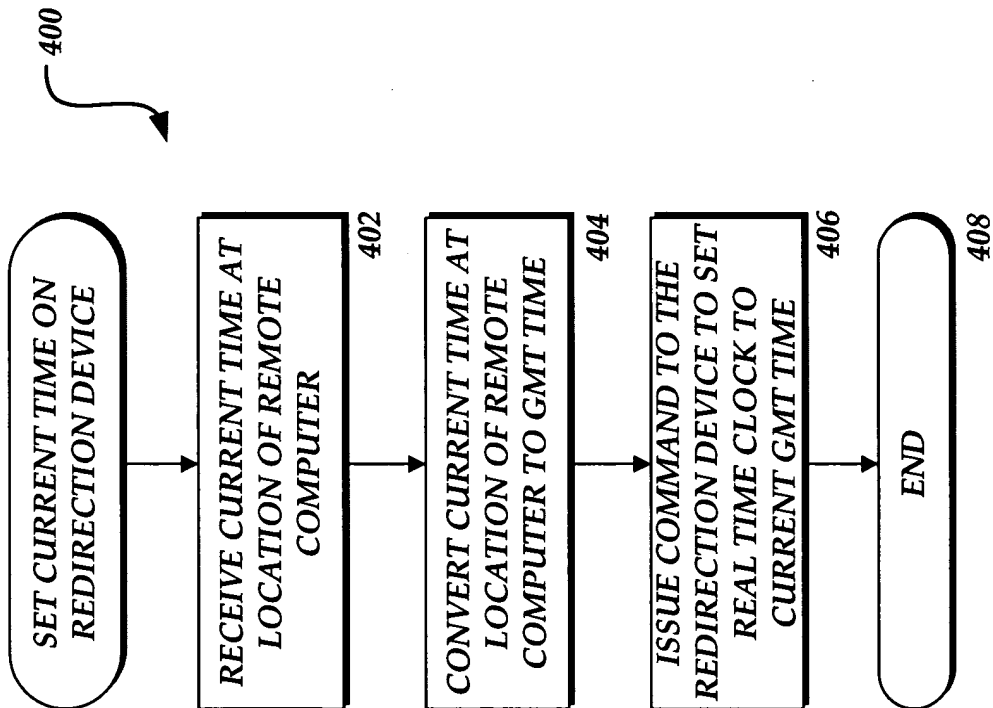 400
SET CURRENT TIME ON
REDIRECTION DEVICE
RECEIVE CURRENT TIME AT
LOCATION OF REMOTE
COMPUTER
402
CONVERT CURRENT TIME AT
LOCATION OF REMOTE
COMPUTER TO GMT TIME
404
ISSUE COMMAND TO THE
REDIRECTION DEVICE TO SET
REAL TIME CLOCK TO
CURRENT GMT TIME
406
END
408